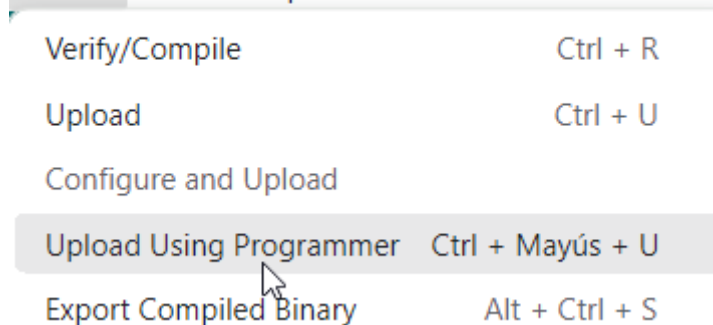 Verify/Compile Ctrl + R
Upload Ctrl + U
Configure and Upload
Upload Using Programmer Ctrl + Mayús + U
Export Compiled Binary Alt + Ctrl + S